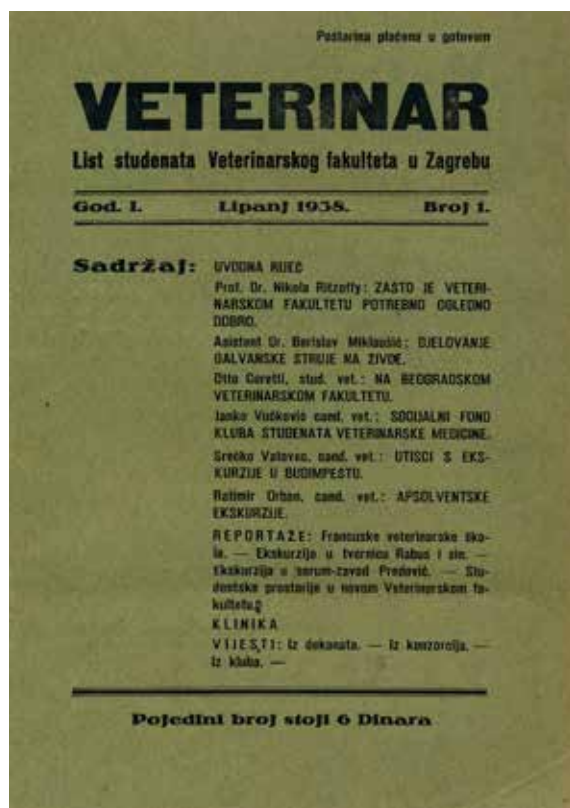 Poštarina plaćena u gotovom
VETERINAR
List studenata Veterinarskog fakulteta u Zagrebu
God. I. Lipanj 1938. Broj 1.
Sadržaj: UVODNA RIJEČ
Prof. Dr. Nikola Ritzoffy: ZAŠTO JE VETERI-
NARSKOM FAKULTETU POTREBNO OGLEDNO
DOBRO.
Asistent Dr. Berislav Miklaušić: DJELOVANJE
GALVANSKE STRUJE NA ŽIVCE.
Otto Coretti, stud. vet.: NA BEOGRADSKOM
VETERINARSKOM FAKULTETU.
Janko Vučković cand. vet.: SOCIJALNI FOND
KLUBA STUDENATA VETERINARSKE MEDICINE.
Srećko Valovec, cand. vet.: UTISCI S EKS-
KURZIJE U BUDIMPEŠTU.
Ratimir Orban, cand. vet.: APSOLVENTSKE
EKSKURZIJE.
REPORTAŽE: Francuske veterinarske ško-
le. — Ekskurzija u tvornicu Rabus i sin. —
Ekskurzija u serum-zavod Predović. — Stu-
dentske prostorije u novom Veterinarskom fa-
kultetu.
KLINIKA
VIJESTI: Iz dekanata. — Iz konzorcija. —
Iz kluba. —
Pojedini broj stoji 6 Dinara